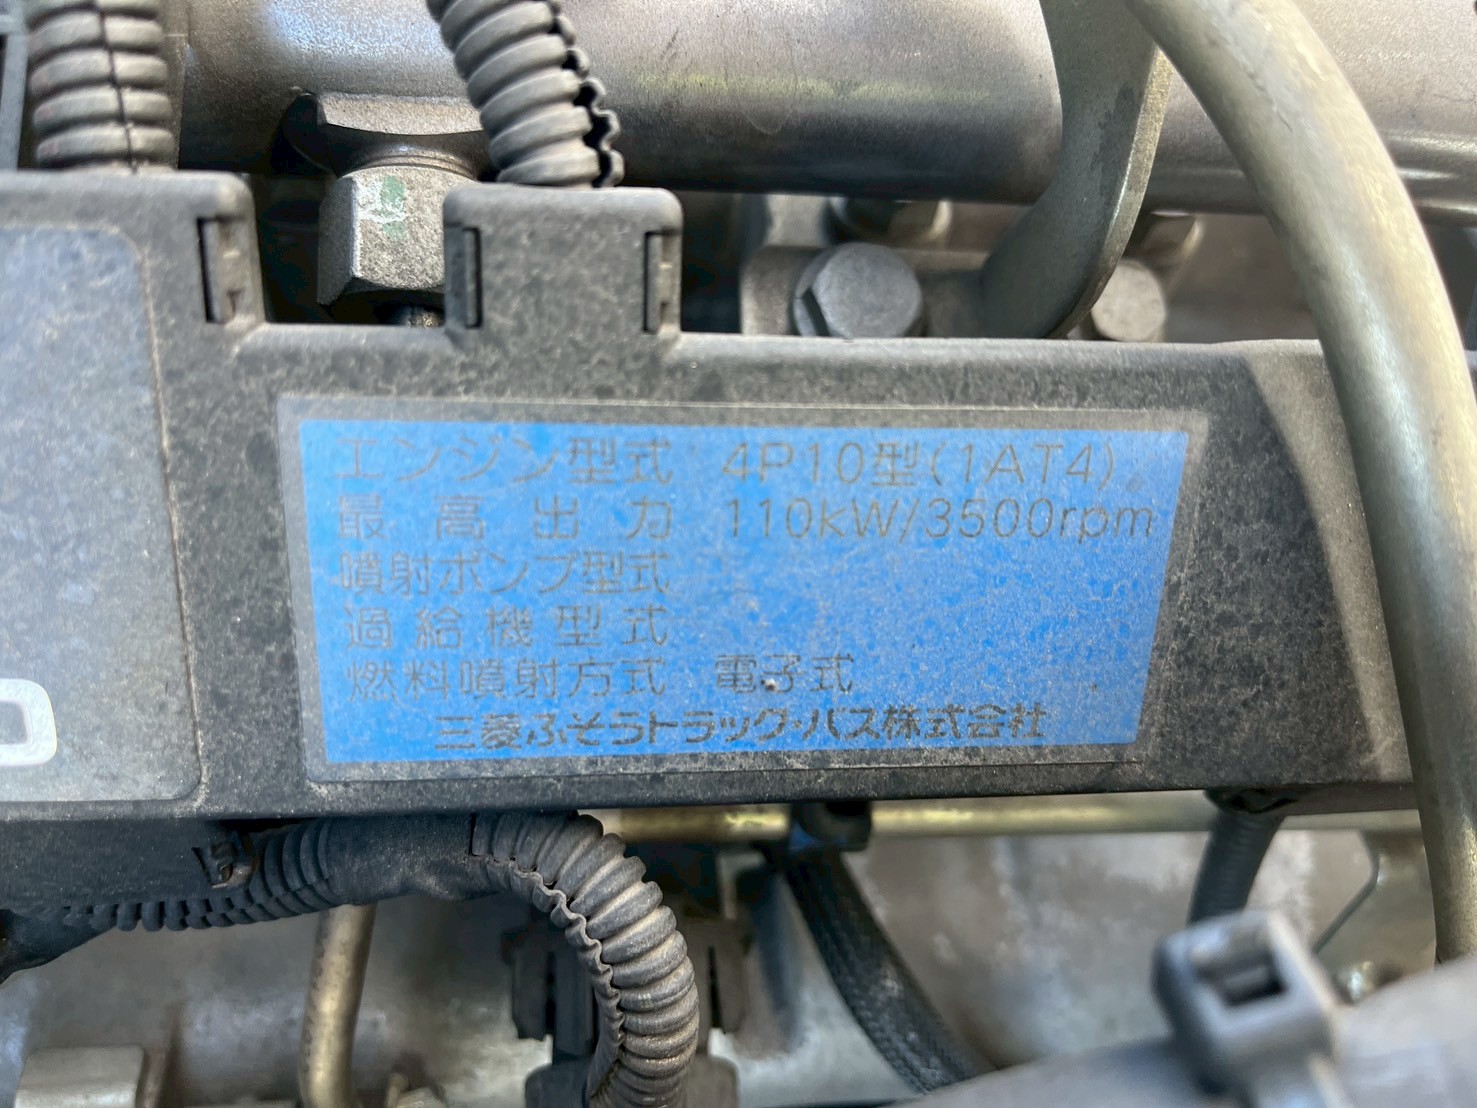 エンジン型式 4P10型(1AT4)
最高出力 110kW/3500rpm
噴射ポンプ型式
過給機型式
燃料噴射方式 電子式
三菱ふそうトラック・バス株式会社